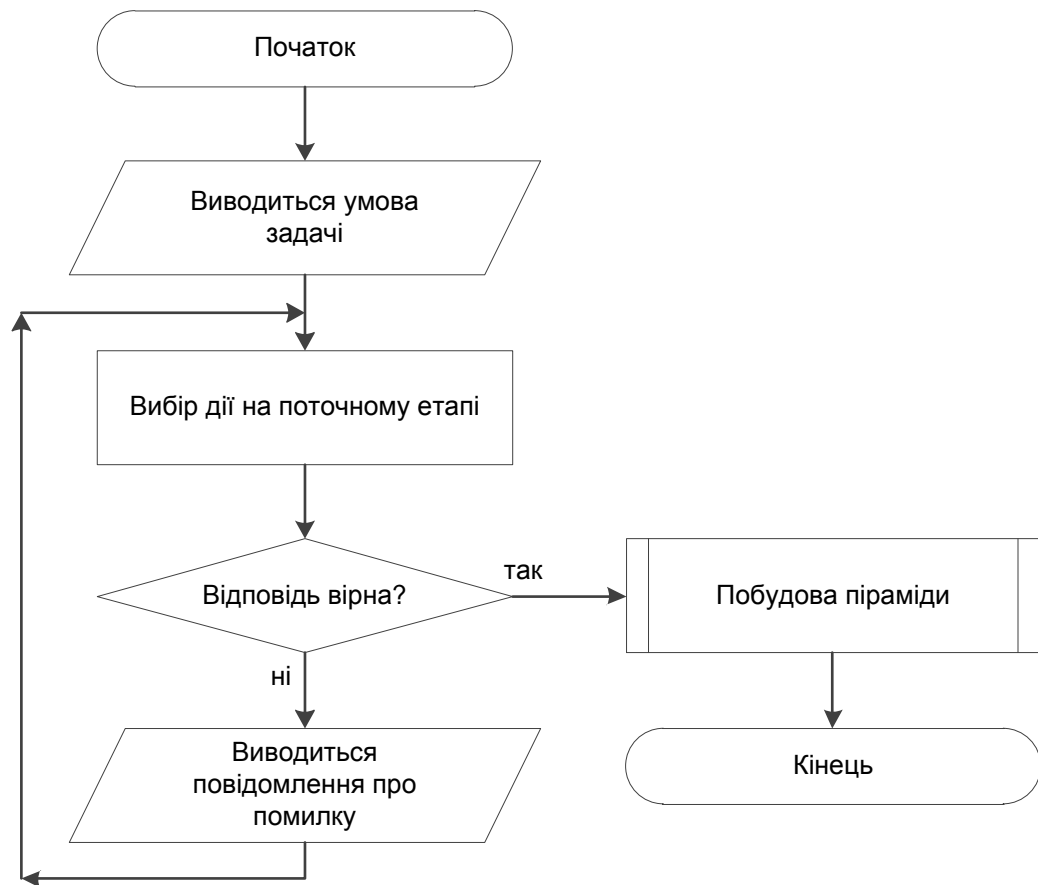 Початок
Виводиться умова
задачі
Вибір дії на поточному етапі
Відповідь вірна?
так
Побудова піраміди
ні
Виводиться
повідомлення про
помилку
Кінець